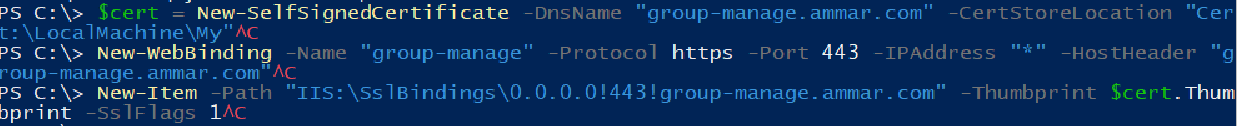 PS C:\> $cert = New-SelfSignedCertificate -DnsName "group-manage.ammar.com" -CertStoreLocation "Cer
t:\LocalMachine\My"^C
PS C:\> New-WebBinding -Name "group-manage" -Protocol https -Port 443 -IPAddress "*" -HostHeader "g
roup-manage.ammar.com"^C
PS C:\> New-Item -Path "IIS:\SslBindings\0.0.0.0!443!group-manage.ammar.com" -Thumbprint $cert.Thum
bprint -SslFlags 1^C